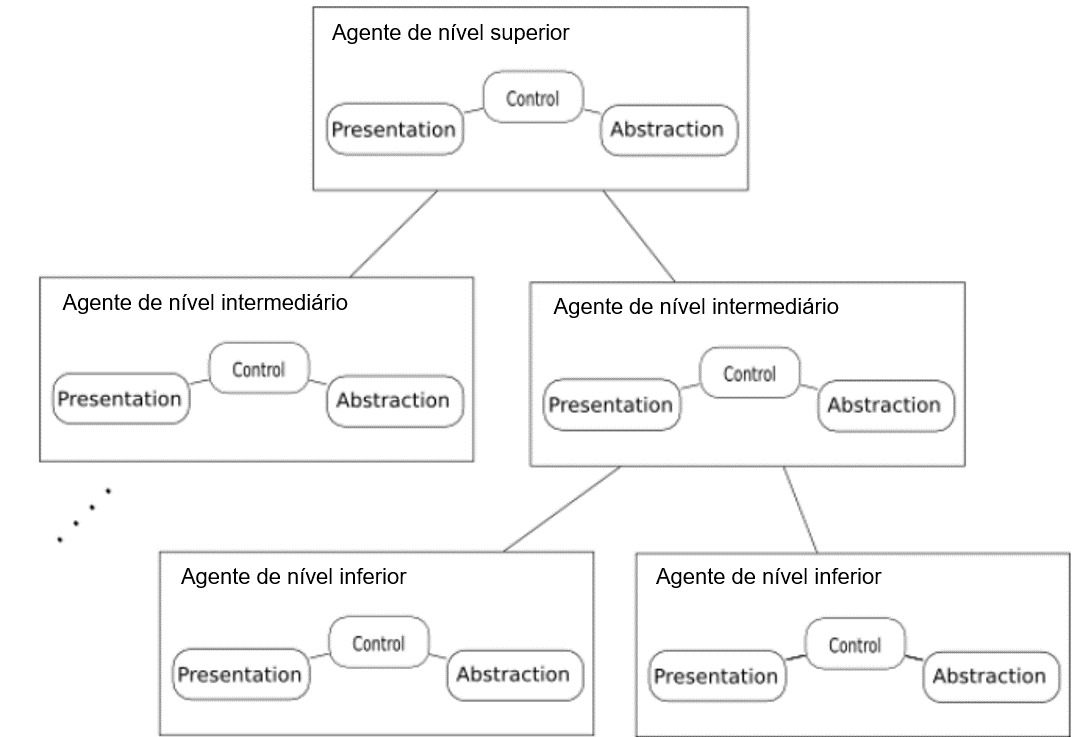 Agente de nível superior
Control
Presentation
Abstraction
Agente de nível intermediário
Control
Presentation
Abstraction
Agente de nível intermediário
Control
Presentation
Abstraction
Agente de nível inferior
Control
Presentation
Abstraction
Agente de nível inferior
Control
Presentation
Abstraction